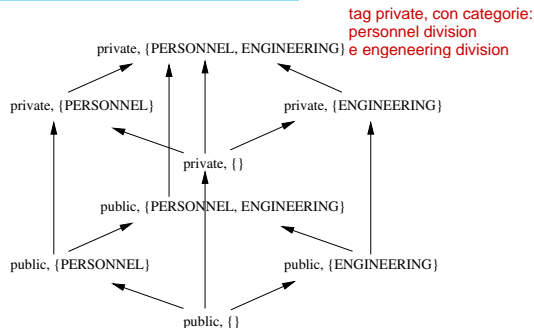 tag private, con categorie:
personnel division
e engeneering division
private, {PERSONNEL, ENGINEERING}
private, {PERSONNEL}
private, {ENGINEERING}
private, {}
public, {PERSONNEL, ENGINEERING}
public, {PERSONNEL}
public, {ENGINEERING}
public, {}